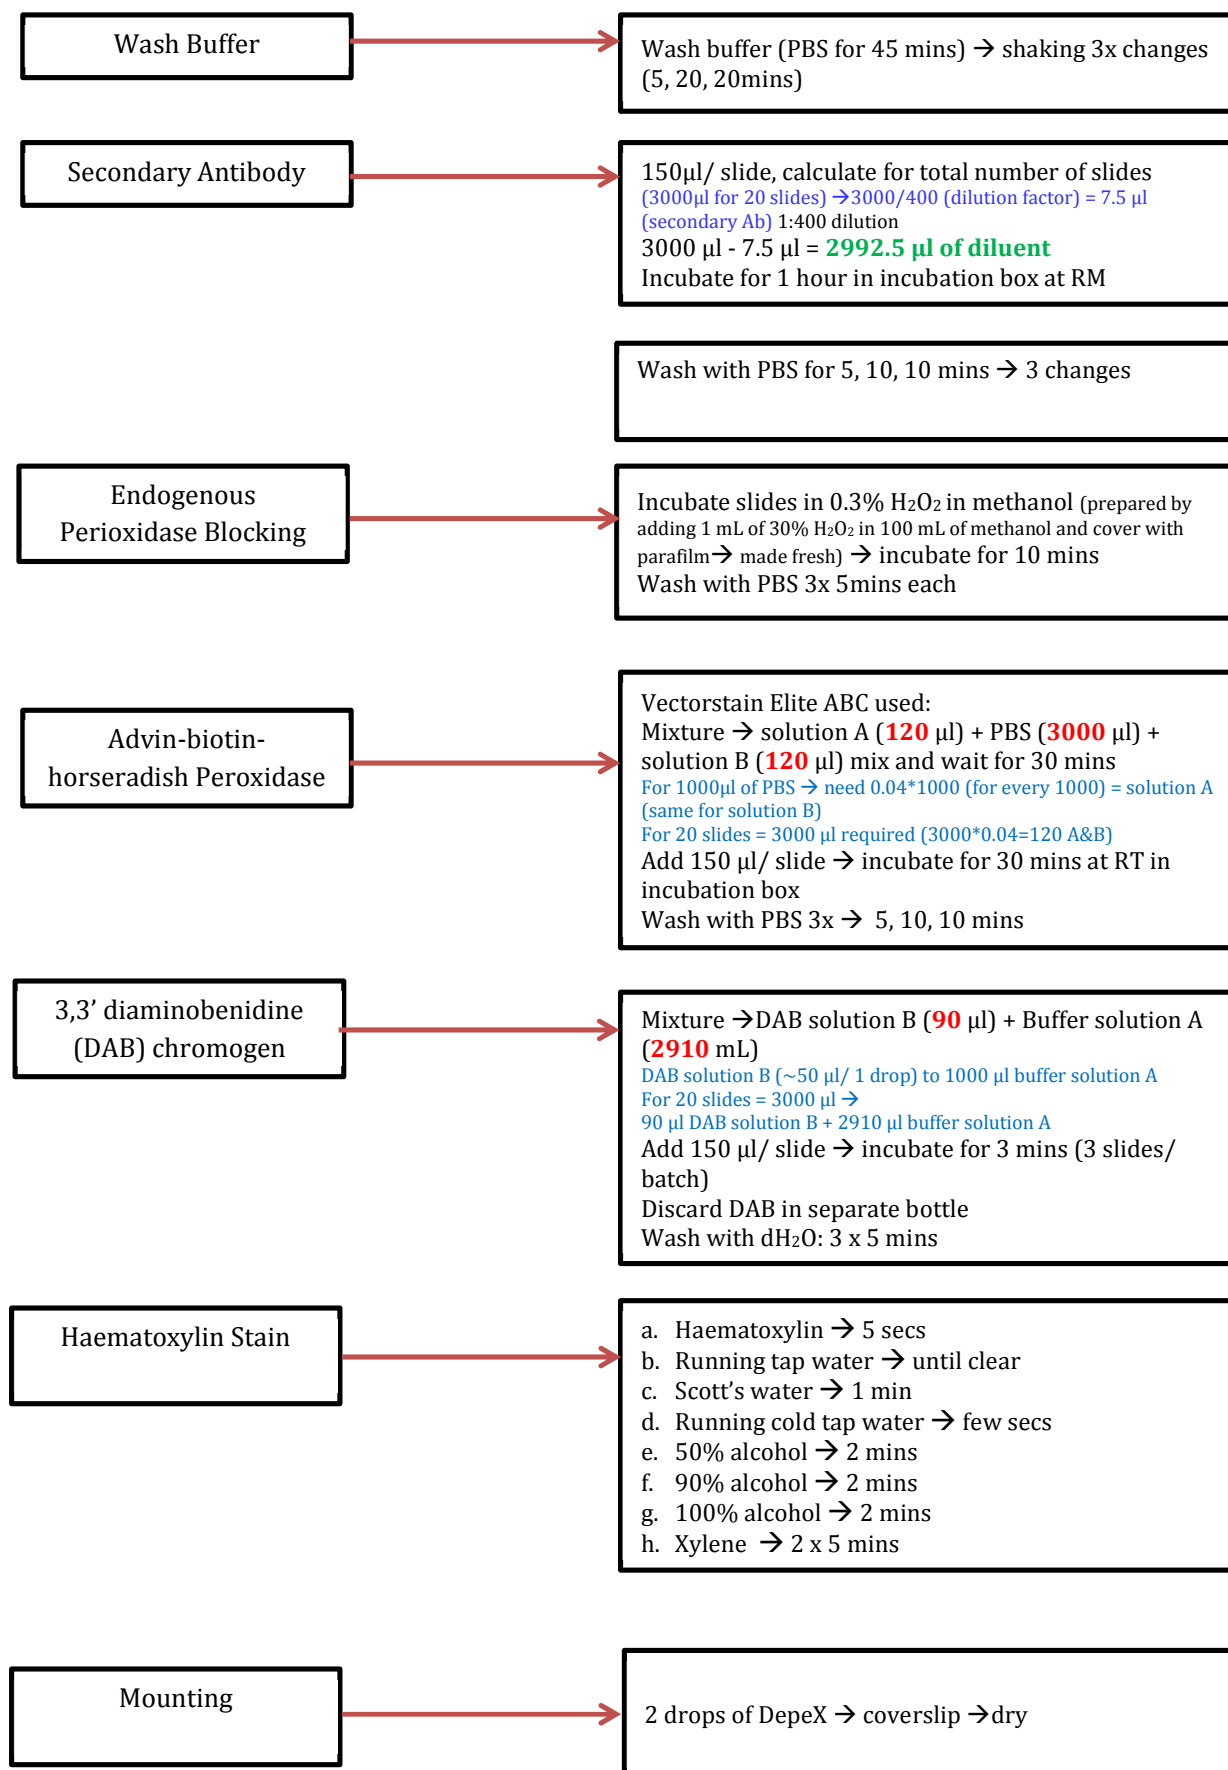 Wash Buffer
Wash buffer (PBS for 45 mins) → shaking 3x changes
(5, 20, 20mins)
Secondary Antibody
150µl/ slide, calculate for total number of slides
(3000µl for 20 slides) →3000/400 (dilution factor) = 7.5 µl
(secondary Ab) 1:400 dilution
3000 µl - 7.5 µl = 2992.5 µl of diluent
Incubate for 1 hour in incubation box at RM
Wash with PBS for 5, 10, 10 mins → 3 changes
Endogenous
Perioxidase Blocking
Incubate slides in 0.3% H₂O₂ in methanol (prepared by
adding 1 mL of 30% H₂O₂ in 100 mL of methanol and cover with
parafilm→ made fresh) → incubate for 10 mins
Wash with PBS 3x 5mins each
Advin-biotin-
horseradish Peroxidase
Vectorstain Elite ABC used:
Mixture → solution A (120 µl) + PBS (3000 µl) +
solution B (120 µl) mix and wait for 30 mins
For 1000µl of PBS → need 0.04*1000 (for every 1000) = solution A
(same for solution B)
For 20 slides = 3000 µl required (3000*0.04=120 A&B)
Add 150 µl/ slide → incubate for 30 mins at RT in
incubation box
Wash with PBS 3x → 5, 10, 10 mins
3,3’ diaminobenidine
(DAB) chromogen
Mixture →DAB solution B (90 µl) + Buffer solution A
(2910 mL)
DAB solution B (~50 µl/ 1 drop) to 1000 µl buffer solution A
For 20 slides = 3000 µl →
90 µl DAB solution B + 2910 µl buffer solution A
Add 150 µl/ slide → incubate for 3 mins (3 slides/
batch)
Discard DAB in separate bottle
Wash with dH₂O: 3 x 5 mins
Haematoxylin Stain
a. Haematoxylin → 5 secs
b. Running tap water → until clear
c. Scott’s water → 1 min
d. Running cold tap water → few secs
e. 50% alcohol → 2 mins
f. 90% alcohol → 2 mins
g. 100% alcohol → 2 mins
h. Xylene → 2 x 5 mins
Mounting
2 drops of DepeX → coverslip →dry